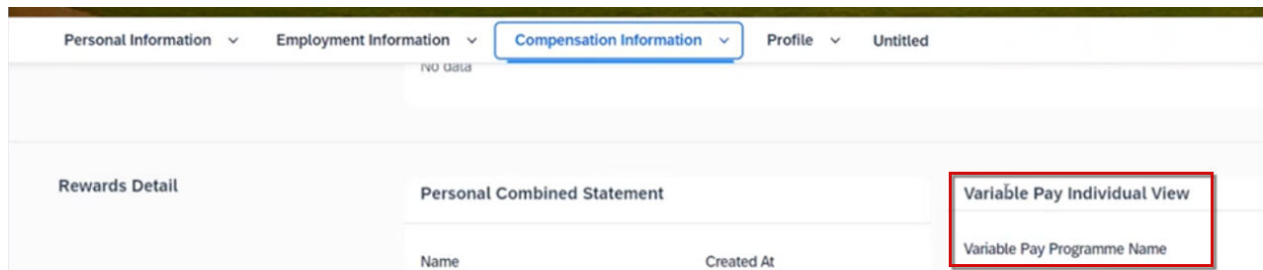 Personal Information Employment Information Compensation Information Profile Untitled
No data
Rewards Detail
Personal Combined Statement
Variable Pay Individual View
Name Created At
Variable Pay Programme Name